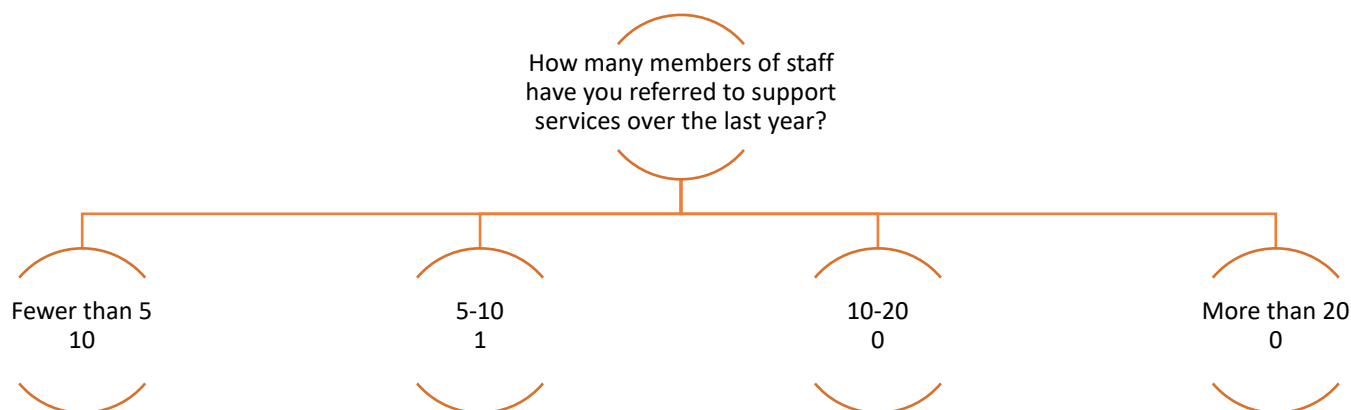 How many members of staff
have you referred to support
services over the last year?
Fewer than 5
10
5-10
1
10-20
0
More than 20
0